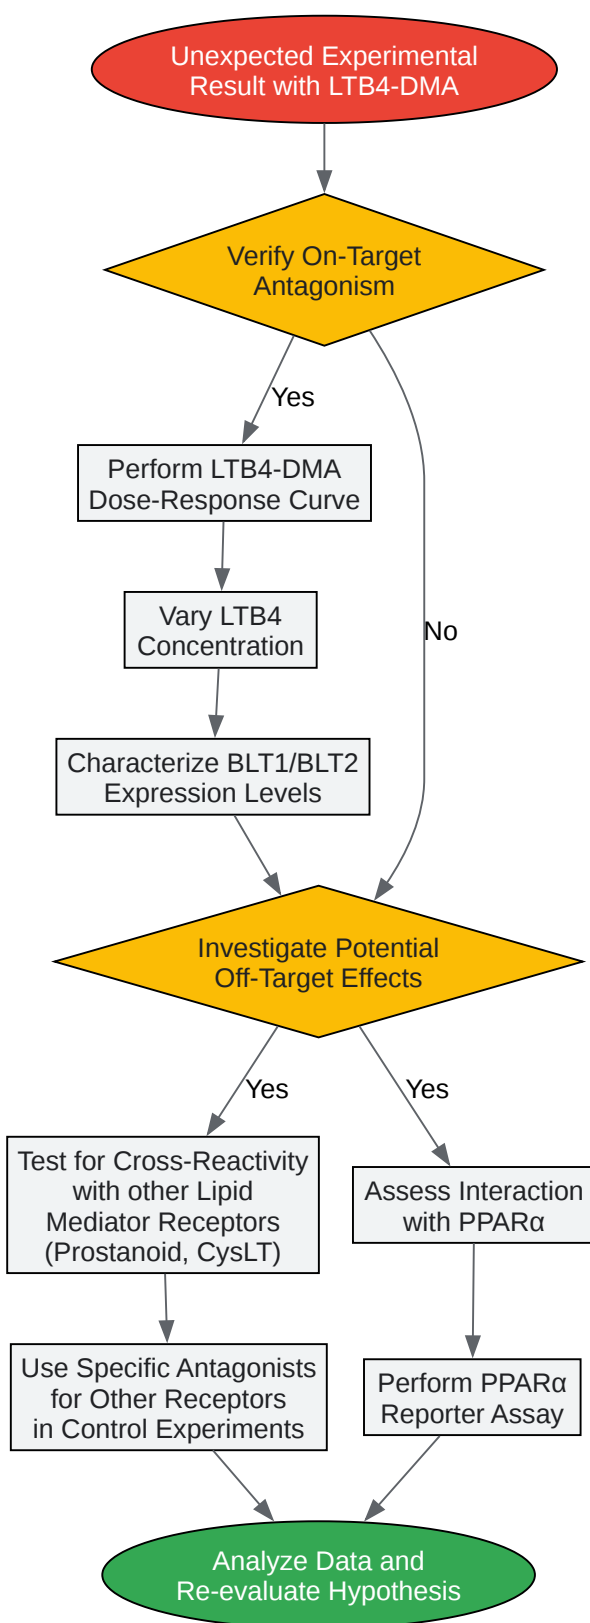 Unexpected Experimental
Result with LTB4-DMA
Verify On-Target
Antagonism
Yes
Perform LTB4-DMA
Dose-Response Curve
Vary LTB4
Concentration
No
Characterize BLT1/BLT2
Expression Levels
Investigate Potential
Off-Target Effects
Yes
Yes
Test for Cross-Reactivity
with other Lipid
Mediator Receptors
(Prostanoid, CysLT)
Assess Interaction
with PPARα
Use Specific Antagonists
for Other Receptors
in Control Experiments
Perform PPARα
Reporter Assay
Analyze Data and
Re-evaluate Hypothesis